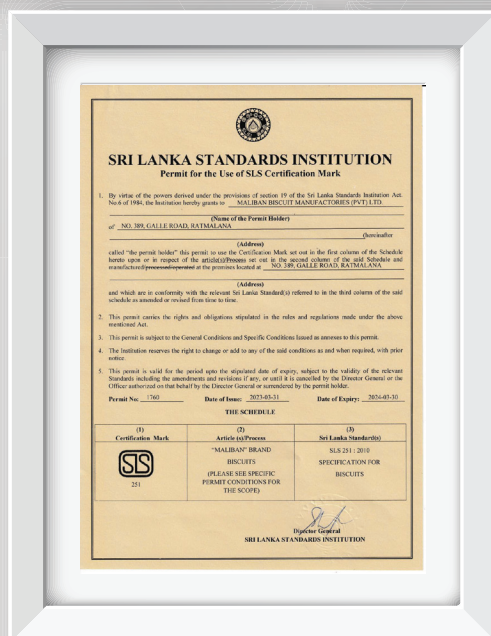 SRI LANKA STANDARDS INSTITUTION
Permit for the Use of SLS Certification Mark
1. By virtue of the powers derived under the provisions of section 19 of the Sri Lanka Standards Institution Act.
No.6 of 1984, the Institution hereby grants to MALIBAN BISCUIT MANUFACTORIES (PVT) LTD.
(Name of the Permit Holder)
of NO. 389, GALLE ROAD, RATMALANA
(hereinafter
(Address)
called "the permit holder" this permit to use the Certification Mark set out in the first column of the Schedule
hereto upon or in respect of the article(s)/Process set out in the second column of the said Schedule and
manufactured/processed/operated at the premises located at NO. 389, GALLE ROAD, RATMALANA
(Address)
and which are in conformity with the relevant Sri Lanka Standard(s) referred to in the third column of the said
schedule as amended or revised from time to time.
2. This permit carries the rights and obligations stipulated in the rules and regulations made under the above
mentioned Act.
3. This permit is subject to the General Conditions and Specific Conditions Issued as annexes to this permit.
4. The Institution reserves the right to change or add to any of the said conditions as and when required, with prior
notice.
5. This permit is valid for the period upto the stipulated date of expiry, subject to the validity of the relevant
Standards including the amendments and revisions if any, or until it is cancelled by the Director General or the
Officer authorized on that behalf by the Director General or surrendered by the permit holder.
Permit No: 1760 Date of Issue: 2023-03-31 Date of Expiry: 2024-03-30
THE SCHEDULE
(1) (2) (3)
Certification Mark Article (s)/Process Sri Lanka Standard(s)
"MALIBAN" BRAND SLS 251 : 2010
BISCUITS SPECIFICATION FOR
SLS (PLEASE SEE SPECIFIC BISCUITS
251 PERMIT CONDITIONS FOR
THE SCOPE)
Director General
SRI LANKA STANDARDS INSTITUTION